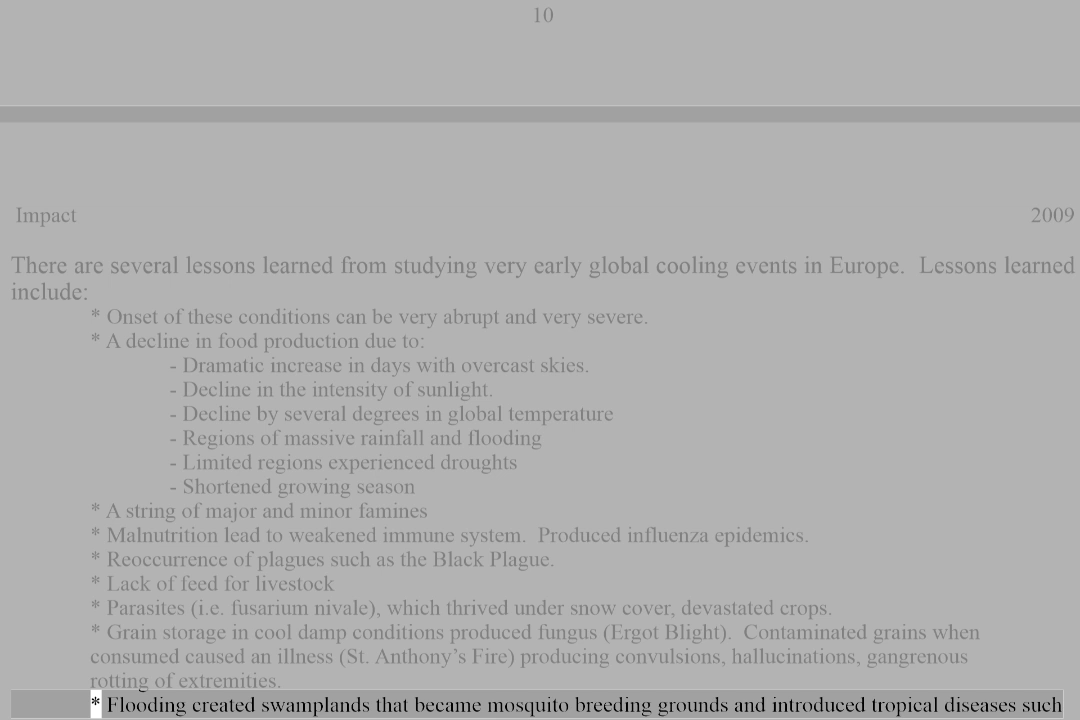 10
Impact 2009
There are several lessons learned from studying very early global cooling events in Europe. Lessons learned
include:
* Onset of these conditions can be very abrupt and very severe.
* A decline in food production due to:
- Dramatic increase in days with overcast skies.
- Decline in the intensity of sunlight.
- Decline by several degrees in global temperature
- Regions of massive rainfall and flooding
- Limited regions experienced droughts
- Shortened growing season
* A string of major and minor famines
* Malnutrition lead to weakened immune system. Produced influenza epidemics.
* Reoccurrence of plagues such as the Black Plague.
* Lack of feed for livestock
* Parasites (i.e. fusarium nivale), which thrived under snow cover, devastated crops.
* Grain storage in cool damp conditions produced fungus (Ergot Blight). Contaminated grains when
consumed caused an illness (St. Anthony’s Fire) producing convulsions, hallucinations, gangrenous
rotting of extremities.
* Flooding created swamplands that became mosquito breeding grounds and introduced tropical diseases such